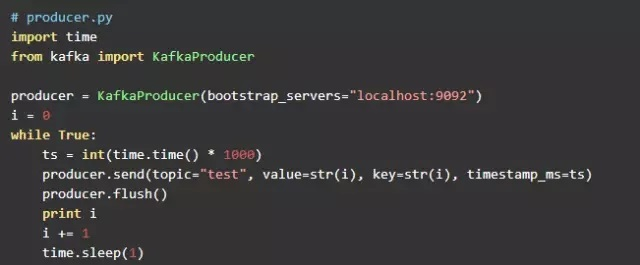 # producer.py
import time
from kafka import KafkaProducer

producer = KafkaProducer(bootstrap_servers="localhost:9092")
i = 0
while True:
    ts = int(time.time() * 1000)
    producer.send(topic="test", value=str(i), key=str(i), timestamp_ms=ts)
    producer.flush()
    print i
    i += 1
    time.sleep(1)